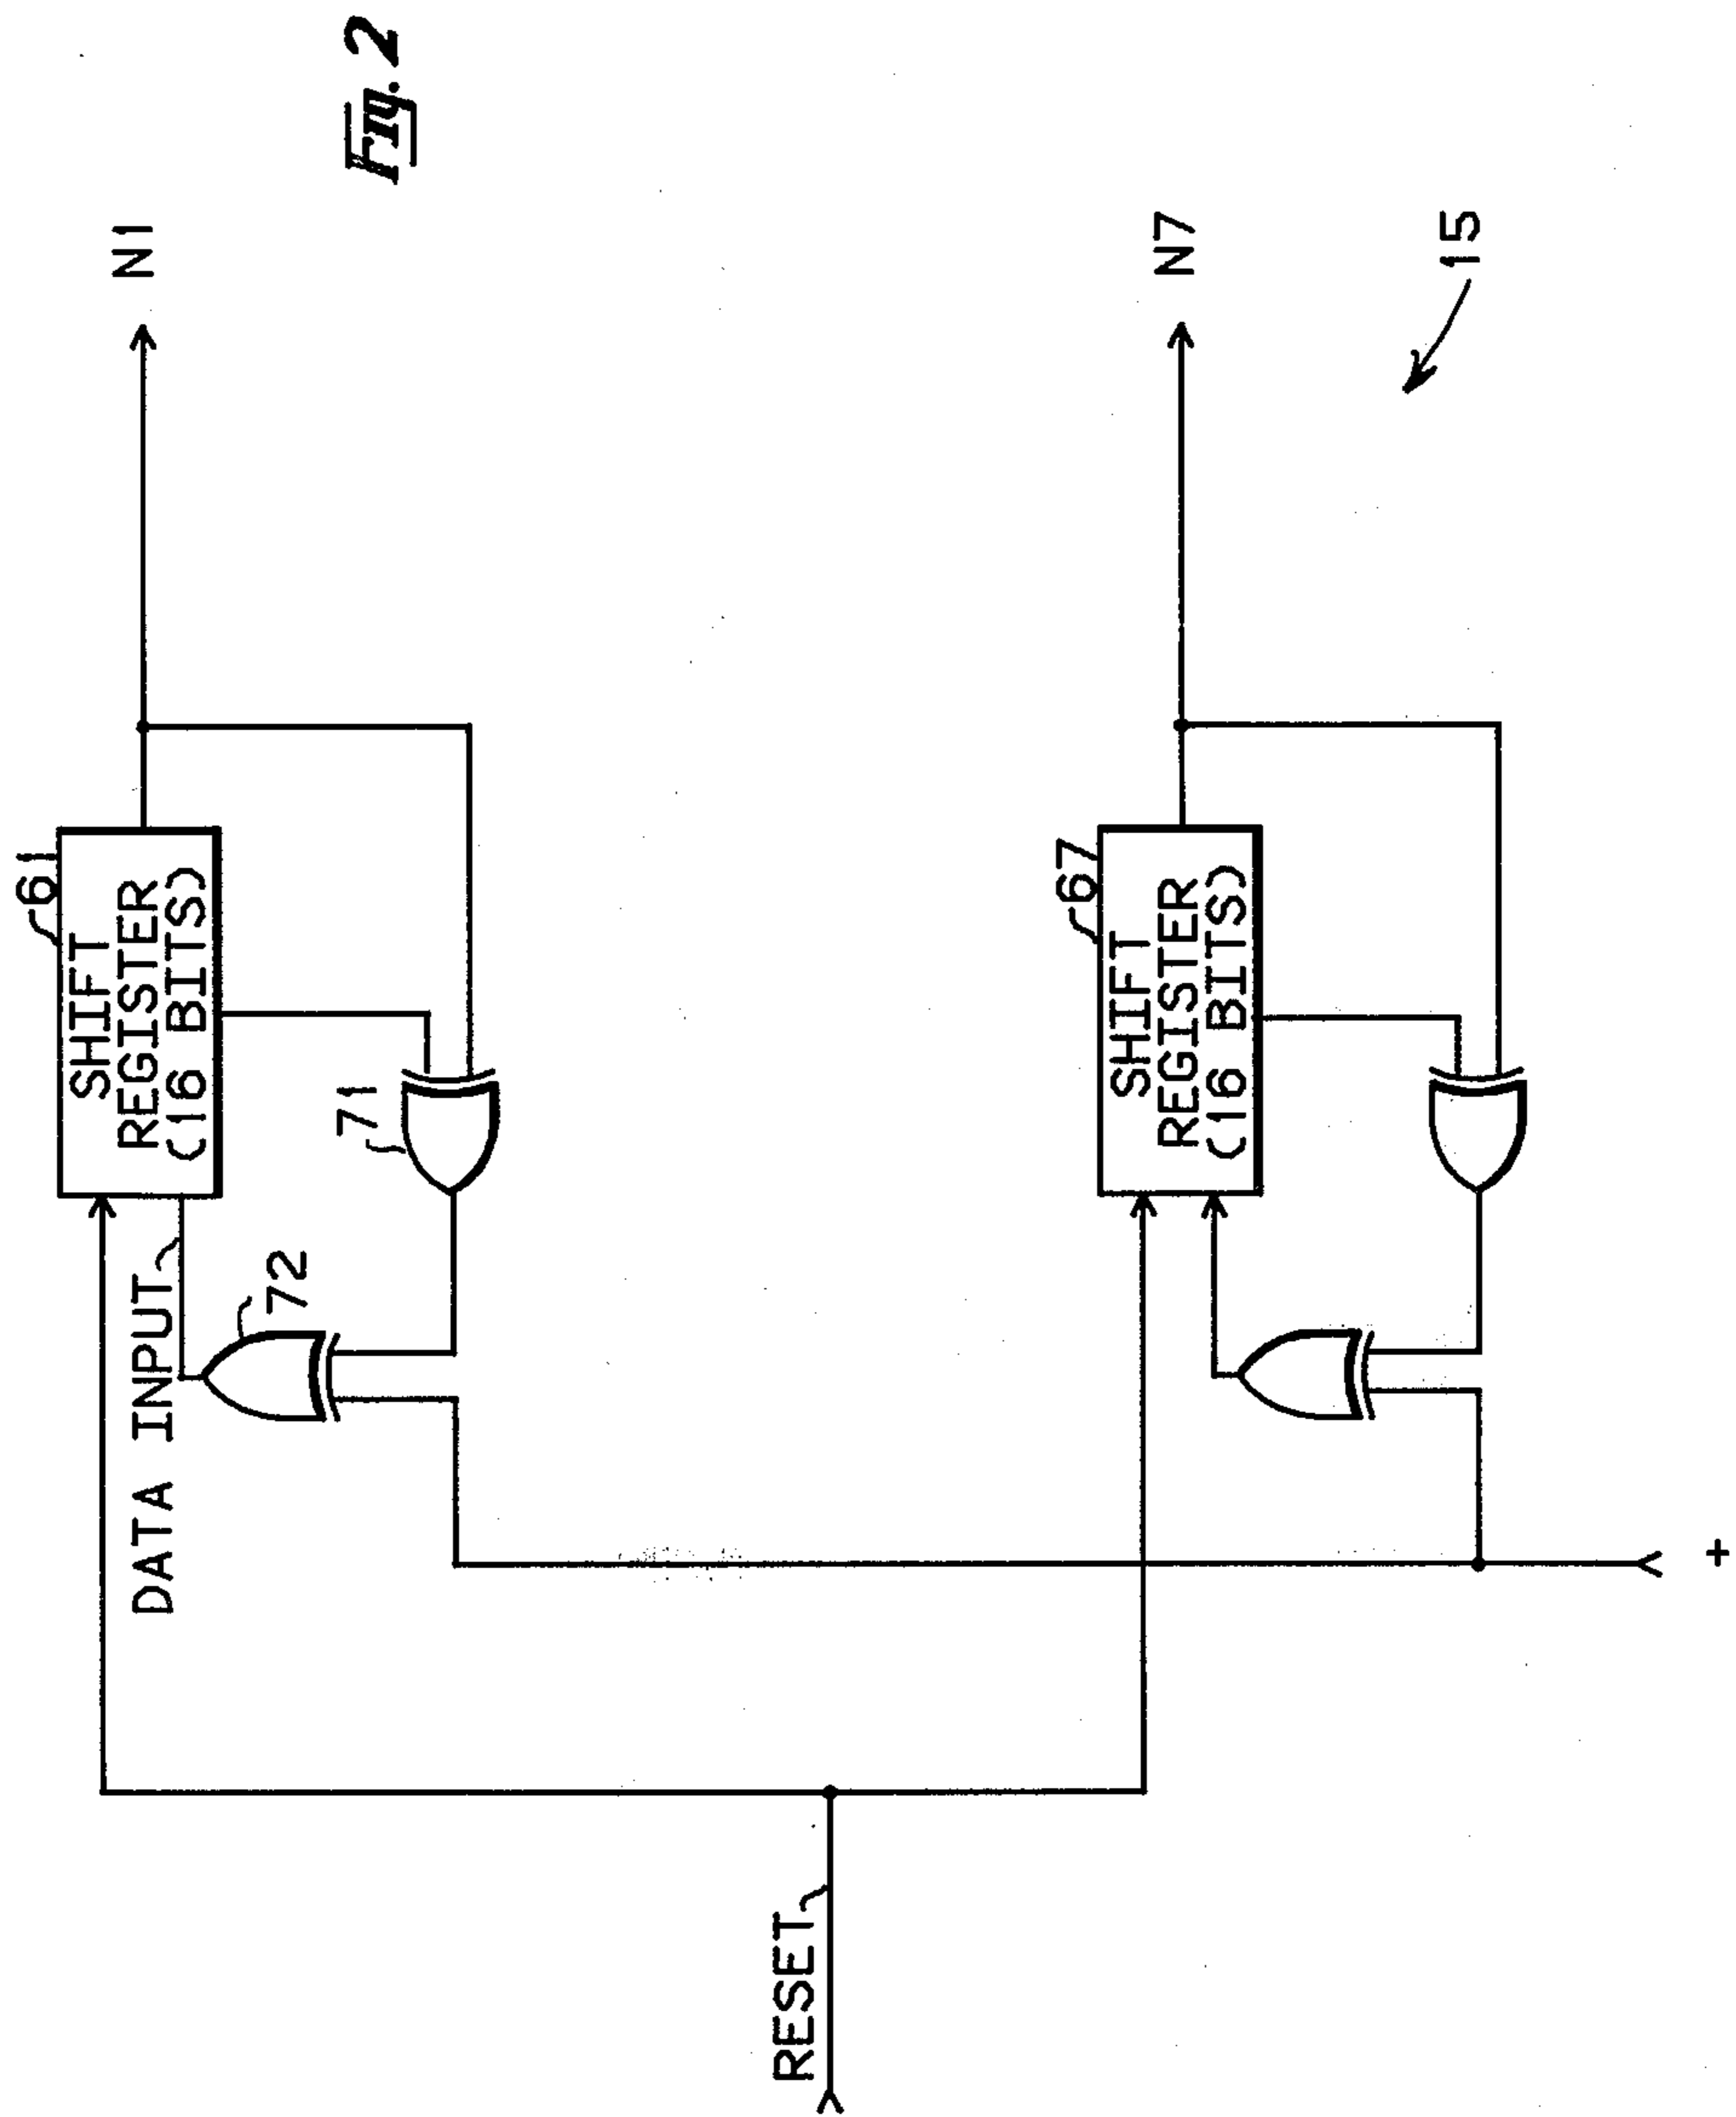 Fig. 2
DATA INPUT
SHIFT
REGISTER
(16 BITS)
61
N1
72
71
RESET
SHIFT
REGISTER
(16 BITS)
67
N7
15
+